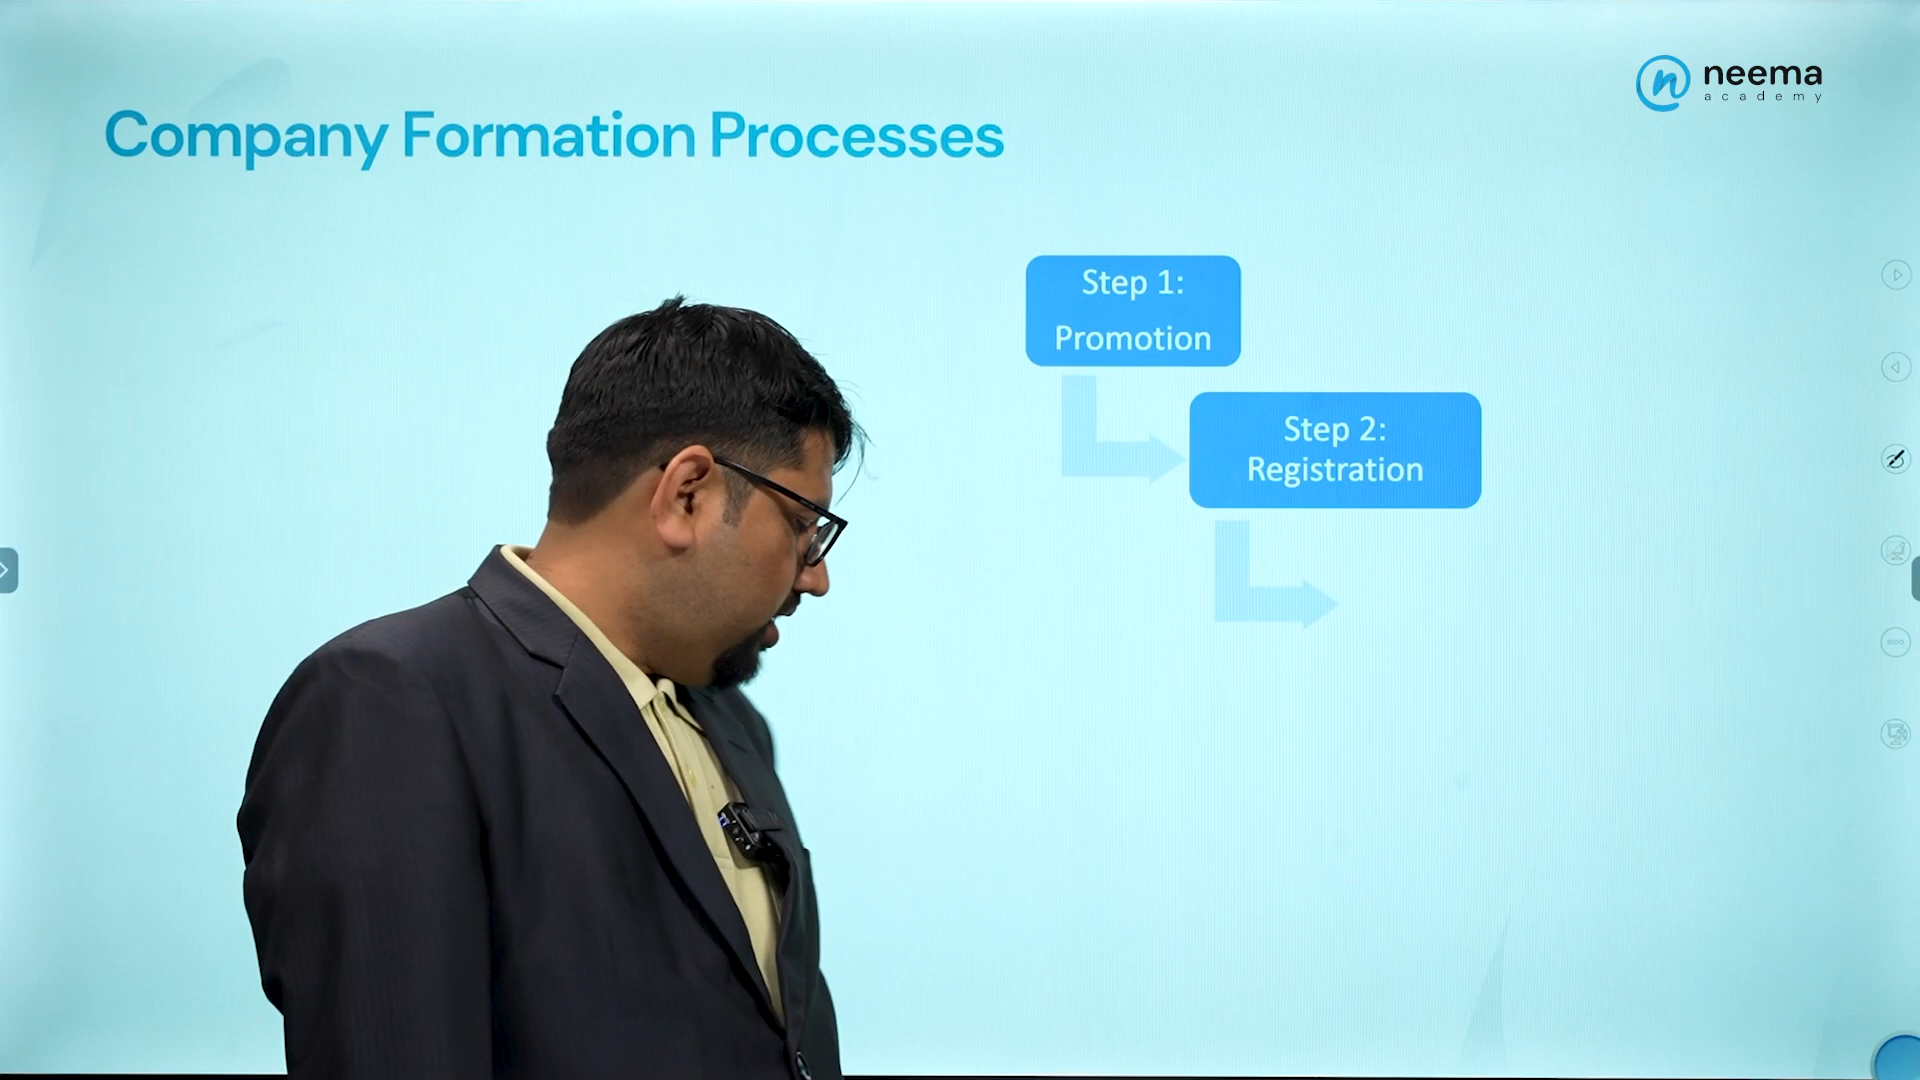 neema
academy
Company Formation Processes
Step 1:
Promotion
Step 2:
Registration